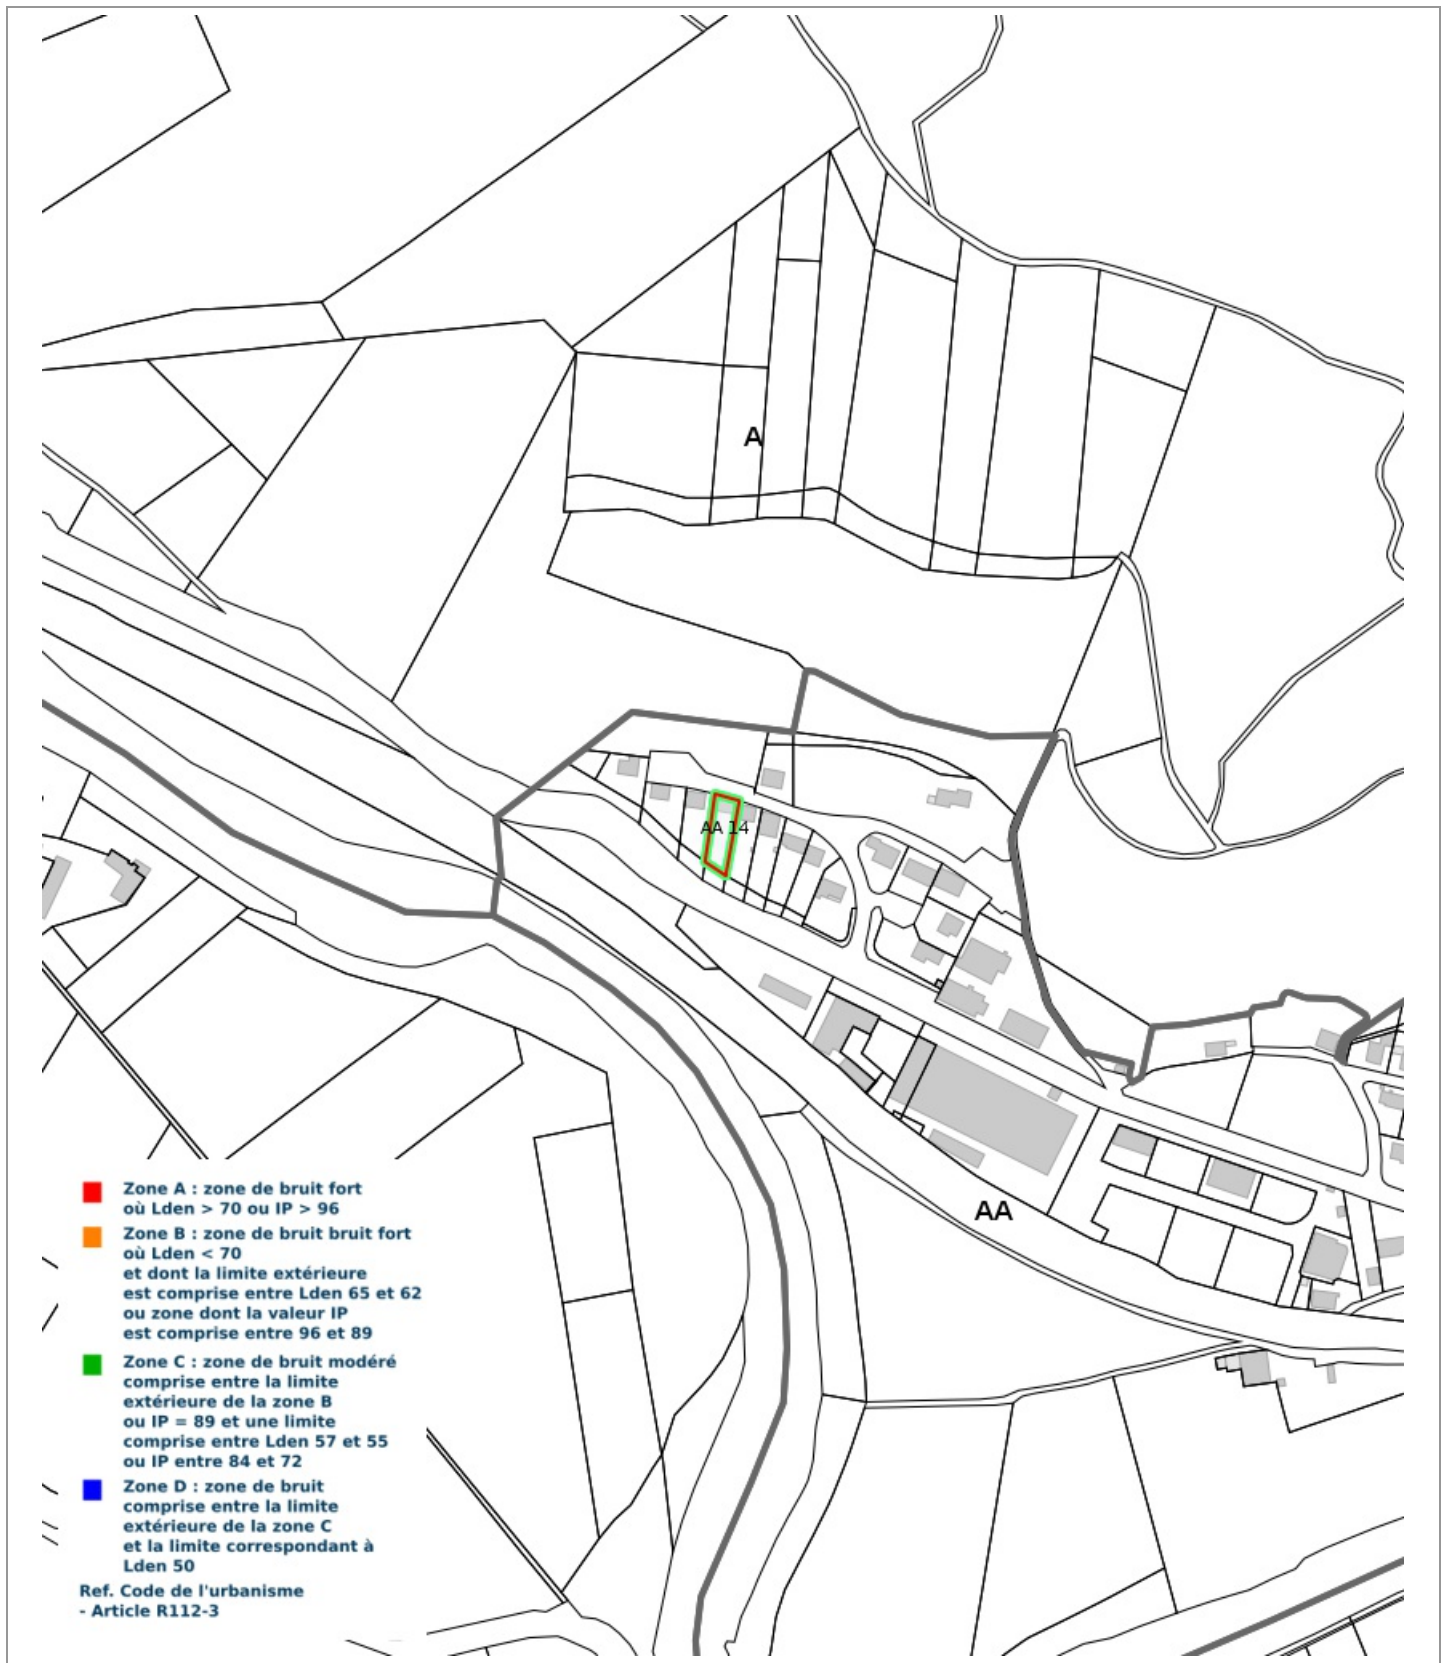 A
AA 14
AA
Zone A : zone de bruit fort
où Lden > 70 ou IP > 96
Zone B : zone de bruit bruit fort
où Lden < 70
et dont la limite extérieure
est comprise entre Lden 65 et 62
ou zone dont la valeur IP
est comprise entre 96 et 89
Zone C : zone de bruit modéré
comprise entre la limite
extérieure de la zone B
ou IP = 89 et une limite
comprise entre Lden 57 et 55
ou IP entre 84 et 72
Zone D : zone de bruit
comprise entre la limite
extérieure de la zone C
et la limite correspondant à
Lden 50
Ref. Code de l'urbanisme
- Article R112-3